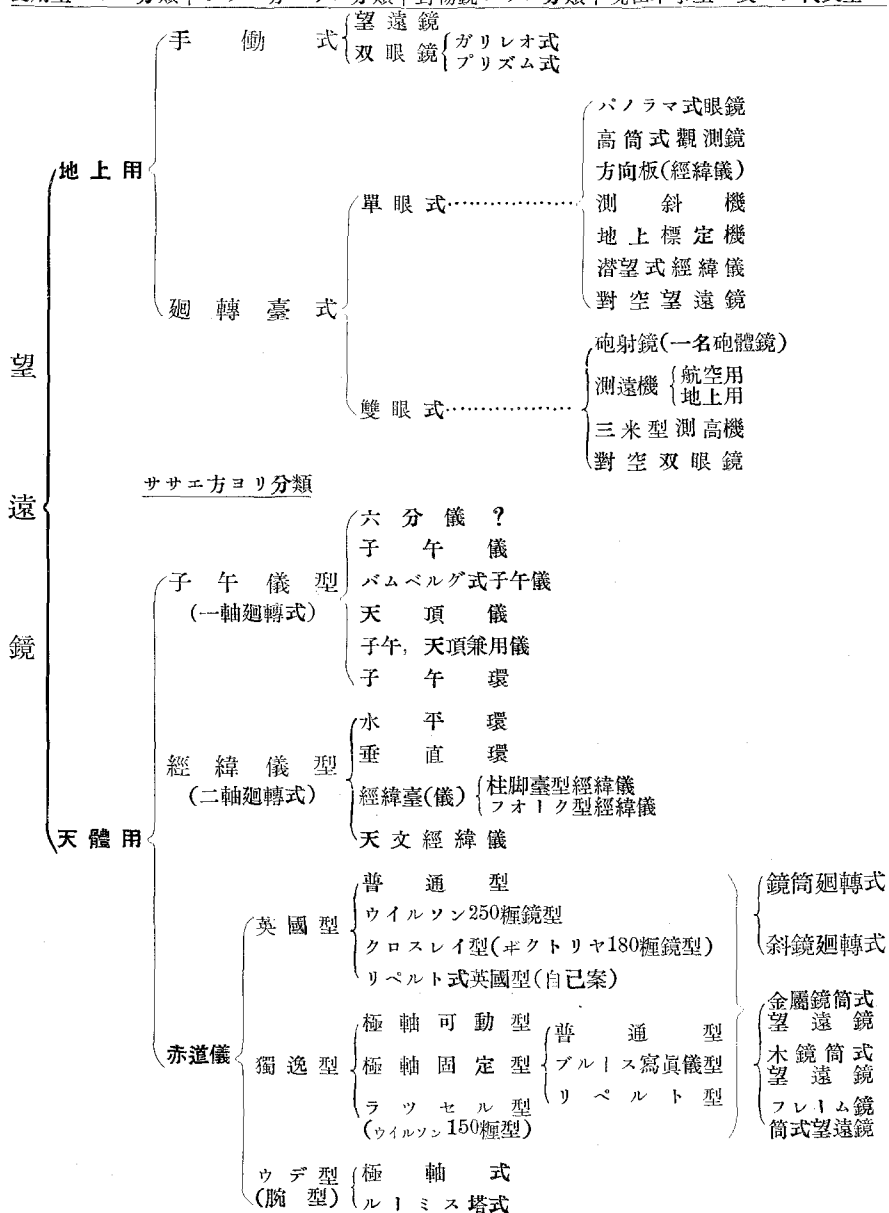 望遠鏡
地上用
手働式
望遠鏡
双眼鏡
ガリレオ式
プリズム式
廻轉臺式
單眼式
パノラマ式眼鏡
高筒式觀測鏡
方向板(經緯儀)
測斜機
地上標定機
潜望式經緯儀
對空望遠鏡
雙眼式
砲射鏡(一名砲體鏡)
測遠機
航空用
地上用
三米型測高機
對空双眼鏡
ササエ方ヨリ分類
天體用
子午儀型
(一軸廻轉式)
六分儀?
子午儀
バムベルグ式子午儀
天頂儀
子午,天頂兼用儀
子午環
經緯儀型
(二軸廻轉式)
水平環
垂直環
經緯臺(儀)
柱脚臺型經緯儀
フオーク型經緯儀
天文經緯儀
赤道儀
英國型
普通型
ウイルソン250糎鏡型
クロスレイ型(ヰクトリヤ180糎鏡型)
リペルト式英國型(自己案)
獨逸型
極軸可動型
極軸固定型
普通型
ブルース寫眞儀型
リペルト型
ラツセル型
(ウイルソン150糎型)
ウデ型
(腕型)
極軸式
ルーミス塔式
鏡筒廻轉式
斜鏡廻轉式
金屬鏡筒式
望遠鏡
木鏡筒式
望遠鏡
フレーム鏡
筒式望遠鏡